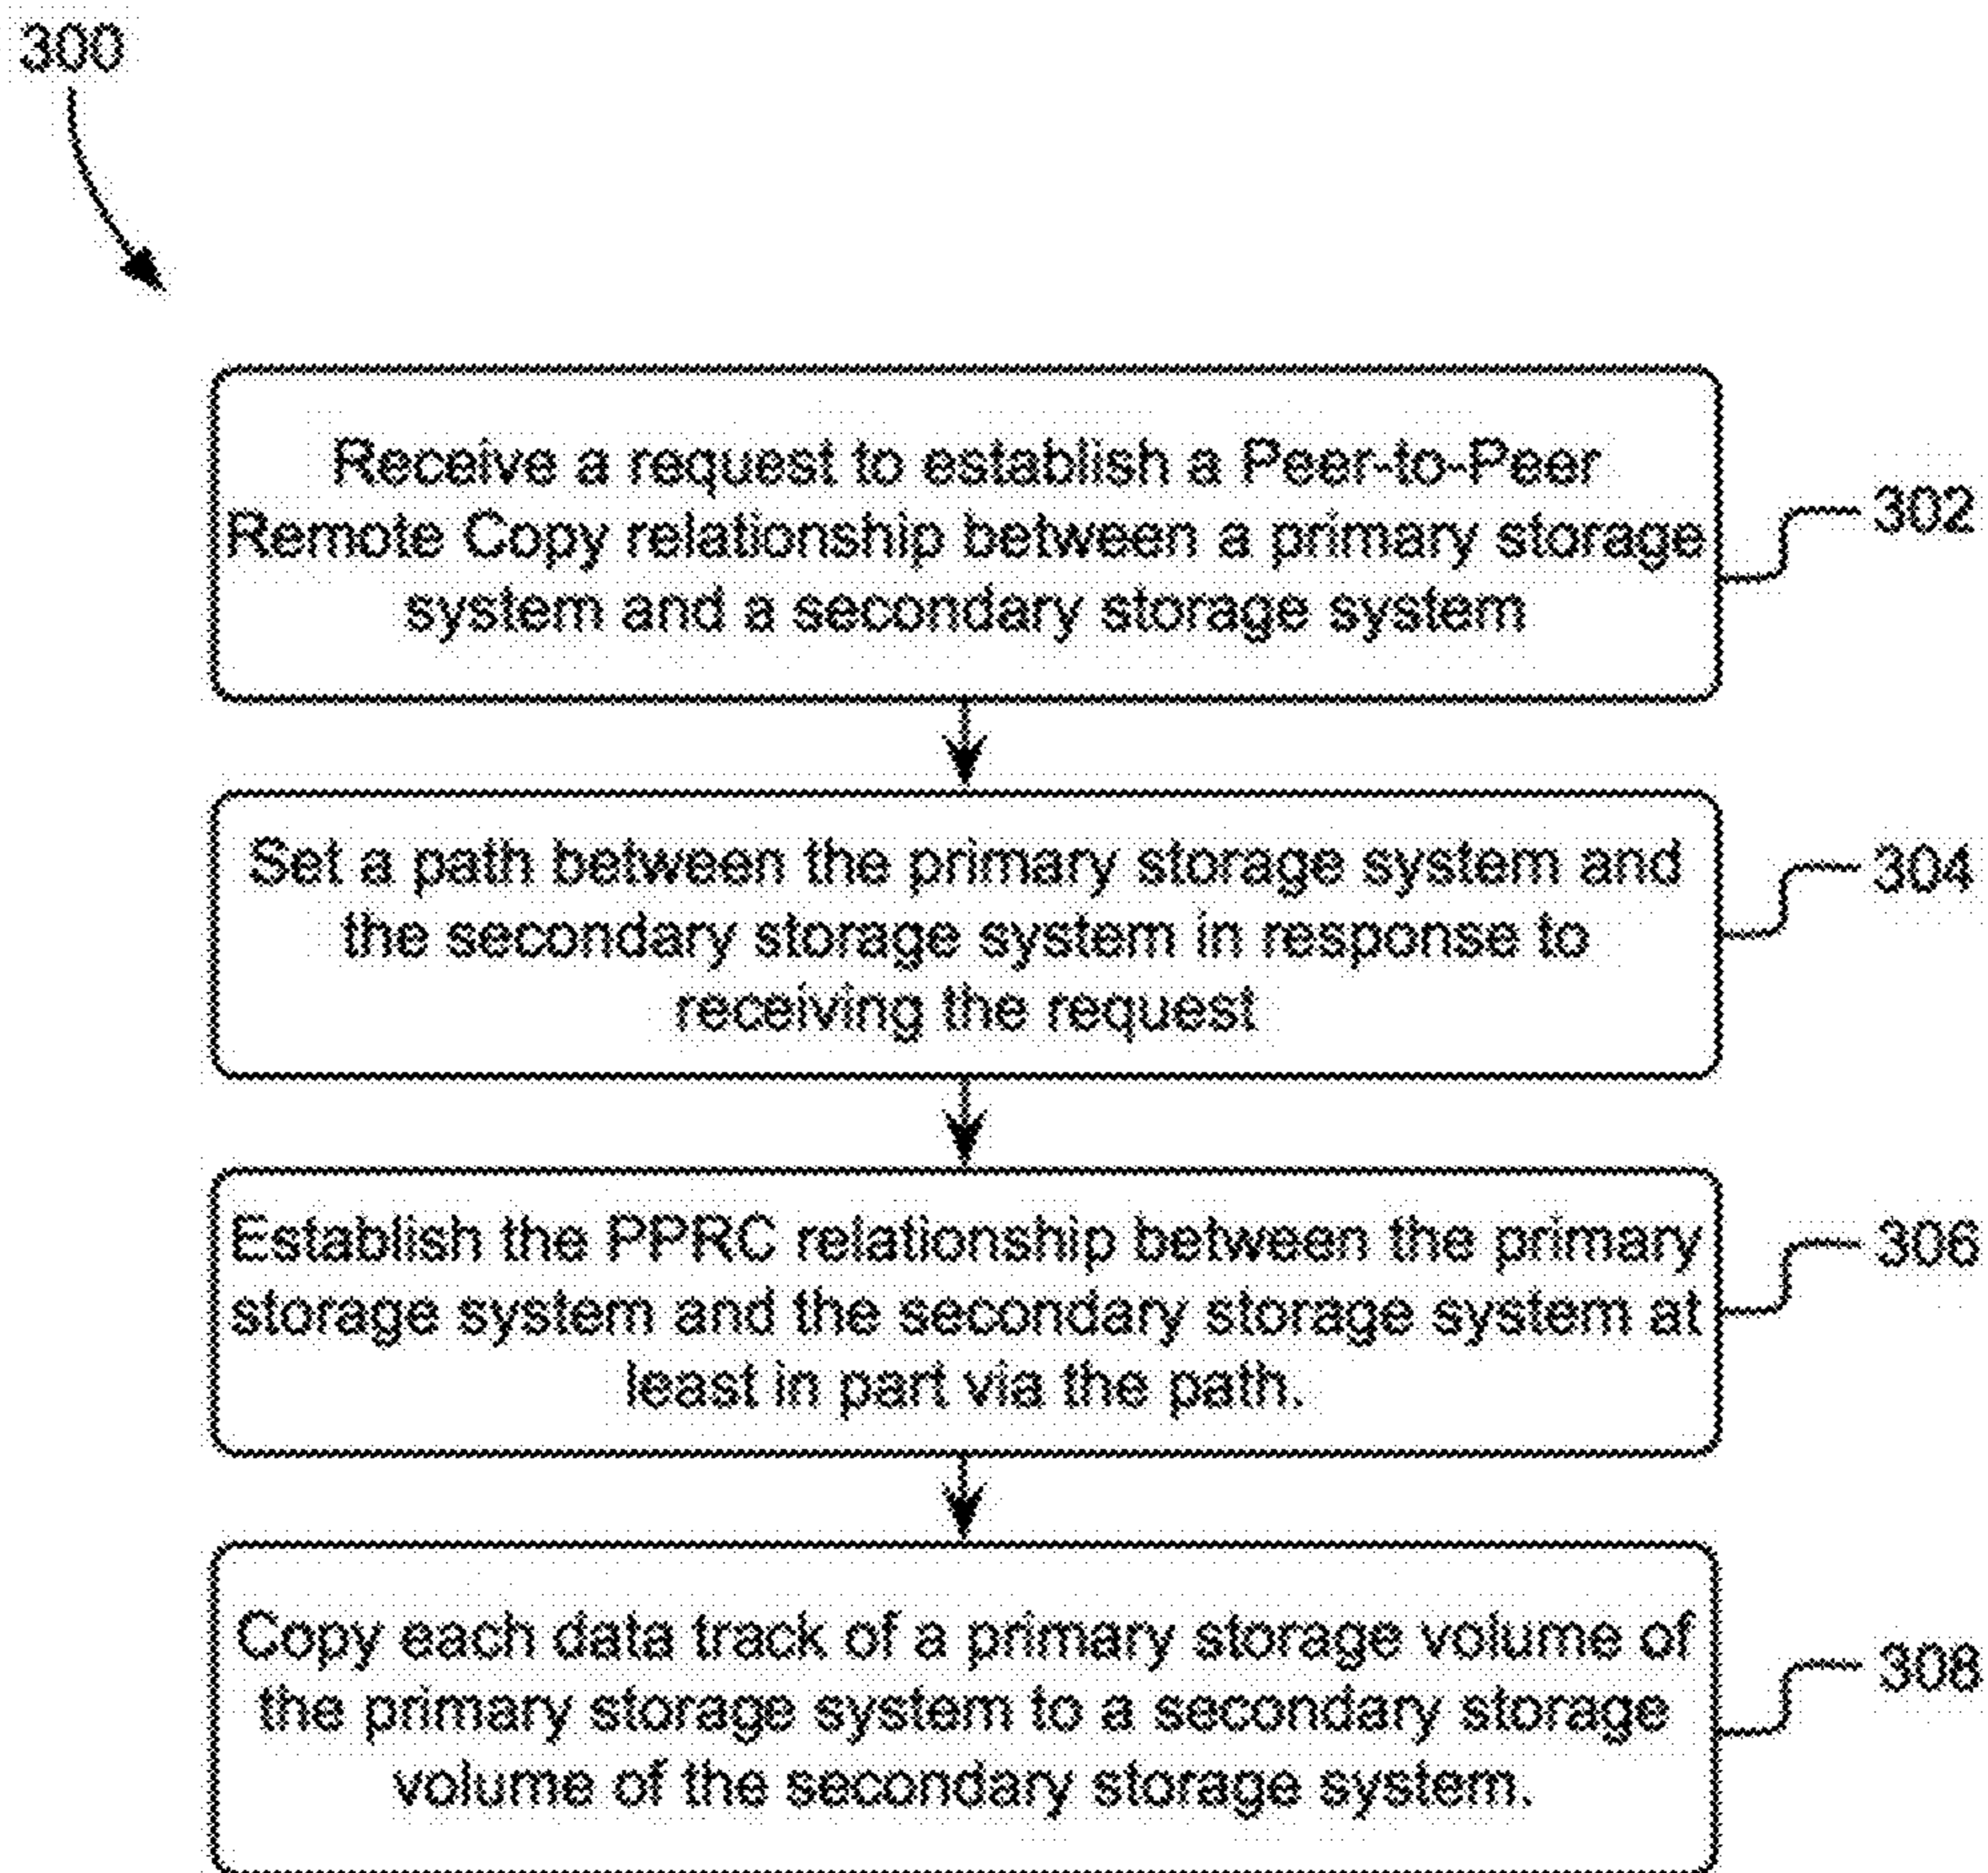 300
Receive a request to establish a Peer-to-Peer
Remote Copy relationship between a primary storage
system and a secondary storage system
302
Set a path between the primary storage system and
the secondary storage system in response to
receiving the request
304
Establish the PPRC relationship between the primary
storage system and the secondary storage system at
least in part via the path.
306
Copy each data track of a primary storage volume of
the primary storage system to a secondary storage
volume of the secondary storage system.
308